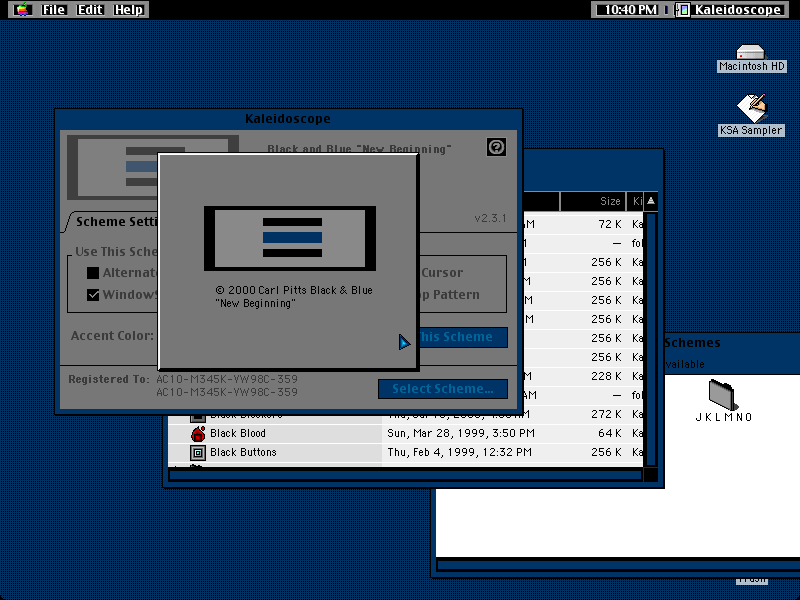 File Edit Help
10:40 PM
Kaleidoscope
Macintosh HD
KSA Sampler
Kaleidoscope
Black and Blue "New Beginning"
v2.3.1
Scheme Setti
Use This Sche
Alternat
Windows
Cursor
op Pattern
Accent Color:
his Scheme
Registered To: AC10-M345K-YW98C-359
AC10-M345K-YW98C-359
Select Scheme...
© 2000 Carl Pitts Black & Blue
"New Beginning"
Size Ki
AM 72 K Ka
— fol
256 K Ka
256 K Ka
M 256 K Ka
M 256 K Ka
256 K Ka
256 K Ka
228 K Ka
AM — fol
272 K Ka
Black Blood Sun, Mar 28, 1999, 3:50 PM 64 K Ka
Black Buttons Thu, Feb 4, 1999, 12:32 PM 256 K Ka
Schemes
vailable
J K L M N O
Trash